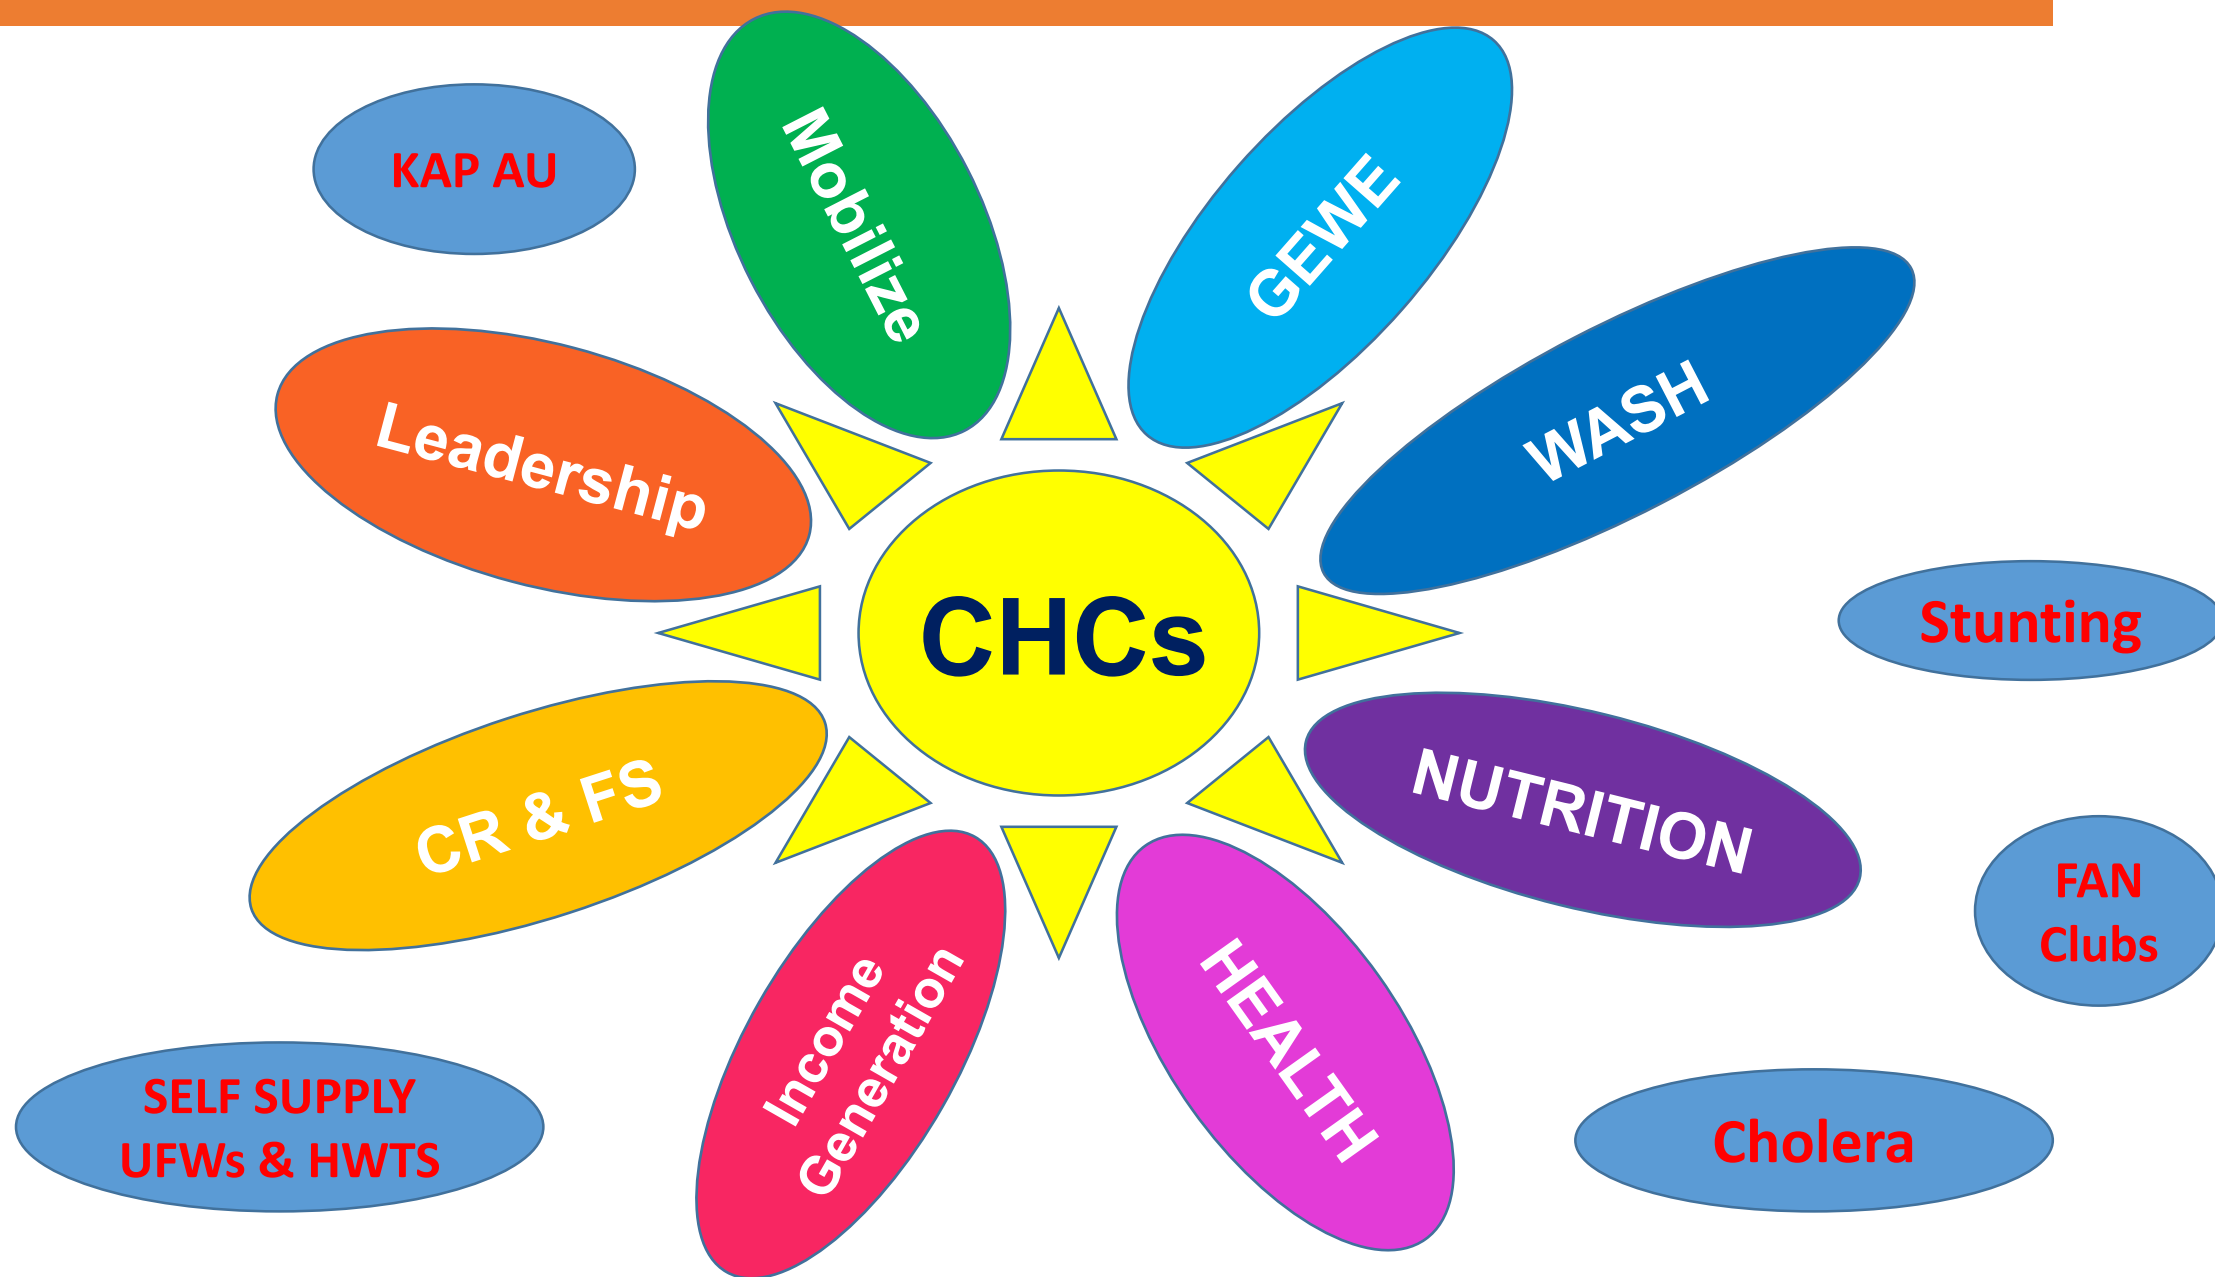 KAP AU
Mobilize
GEWE
Leadership
WASH
CHCs
Stunting
CR & FS
NUTRITION
FAN
Clubs
Income
Generation
HEALTH
SELF SUPPLY
UFWs & HWTS
Cholera